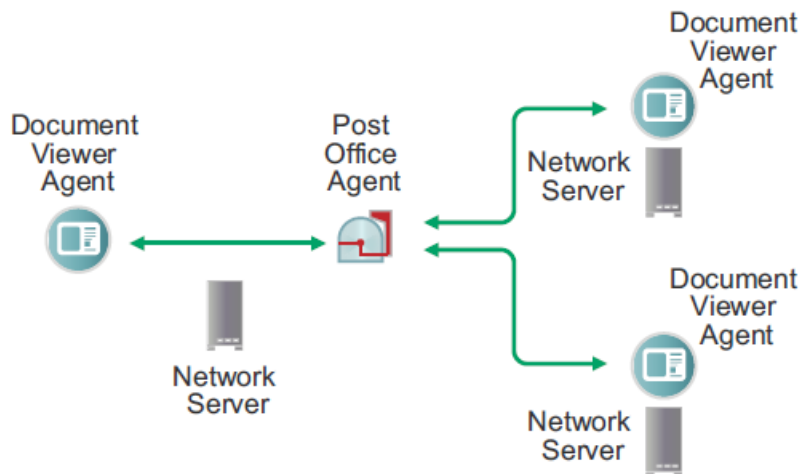 Document
Viewer
Agent
Post
Office
Agent
Network
Server
Document
Viewer
Agent
Network
Server
Document
Viewer
Agent
Network
Server